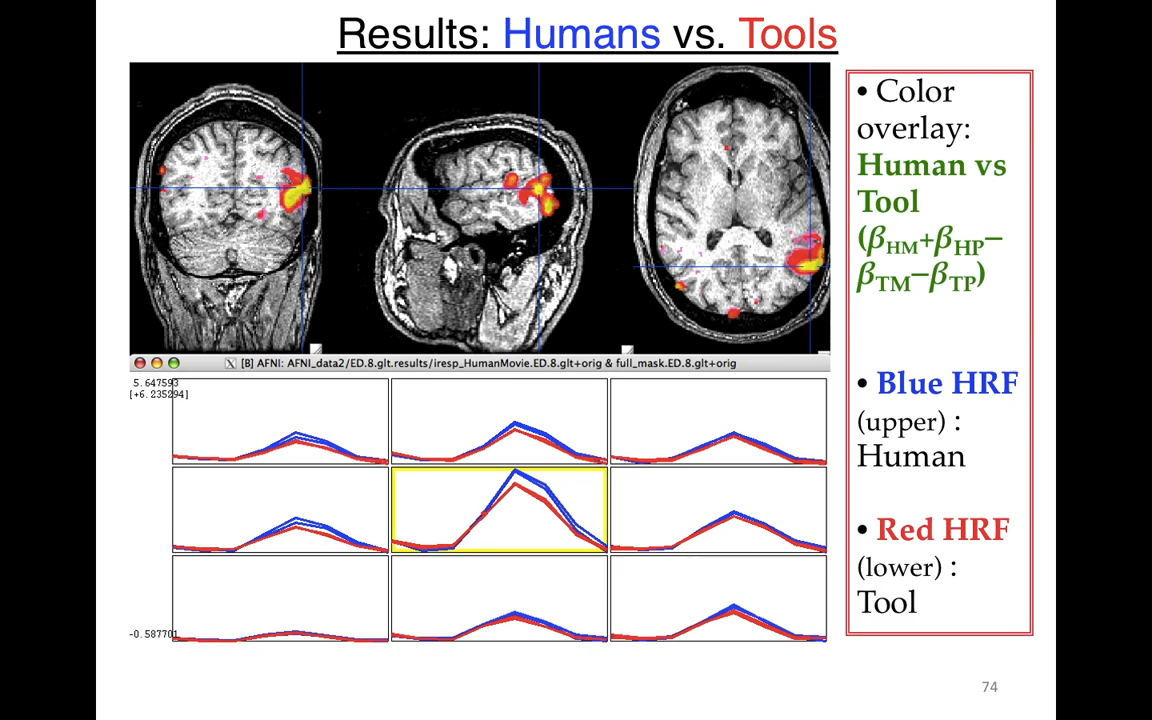 Results: Humans vs. Tools
• Color
overlay:
Human vs
Tool
(βHM+βHP−
βTM−βTP)
[B] AFNI: AFNI_data2/ED.8.glt.results/iresp_HumanMovie.ED.8.glt+orig & full_mask.ED.8.glt+orig
5.647593
[+6.235294]
-0.587701
• Blue HRF
(upper) :
Human
• Red HRF
(lower) :
Tool
74